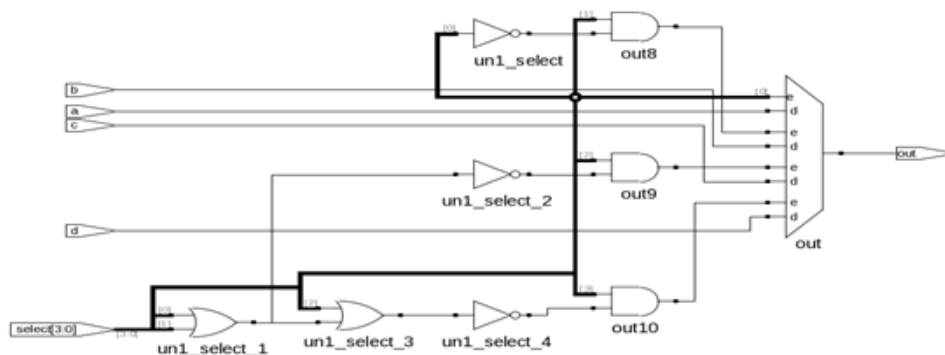 [0]
[1]
un1_select
out8
b
a
c
[0]
e
d
e
d
e
d
e
d
out
out
[2]
un1_select_2
out9
d
[3]
out10
select[3:0]
[3:0]
[0]
[1]
un1_select_1
[2]
un1_select_3
un1_select_4